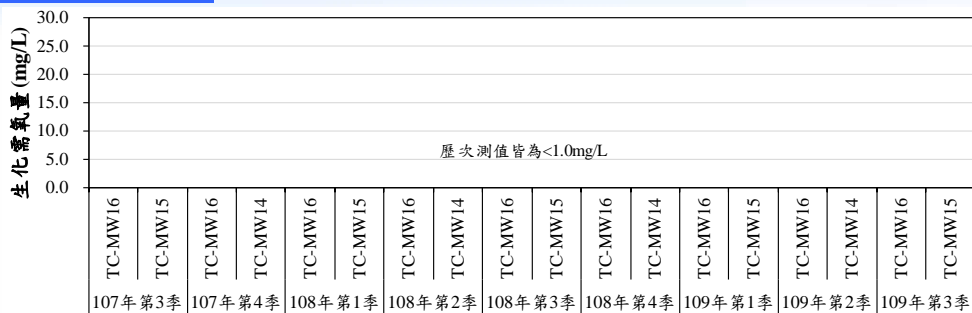 生化需氧量(mg/L)
30.0
25.0
20.0
15.0
10.0
5.0
0.0
歷次測值皆為<1.0mg/L
TC-MW16
TC-MW15
TC-MW16
TC-MW14
TC-MW16
TC-MW15
TC-MW16
TC-MW14
TC-MW16
TC-MW15
TC-MW16
TC-MW14
TC-MW16
TC-MW15
TC-MW16
TC-MW14
TC-MW16
TC-MW15
107年第3季 107年第4季 108年第1季 108年第2季 108年第3季 108年第4季 109年第1季 109年第2季 109年第3季